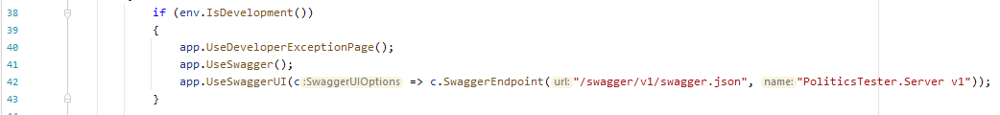 38 if (env.IsDevelopment())
39 {
40 app.UseDeveloperExceptionPage();
41 app.UseSwagger();
42 app.UseSwaggerUI(c :SwaggerUIOptions => c.SwaggerEndpoint( url: "/swagger/v1/swagger.json", name: "PoliticsTester.Server v1"));
43 }